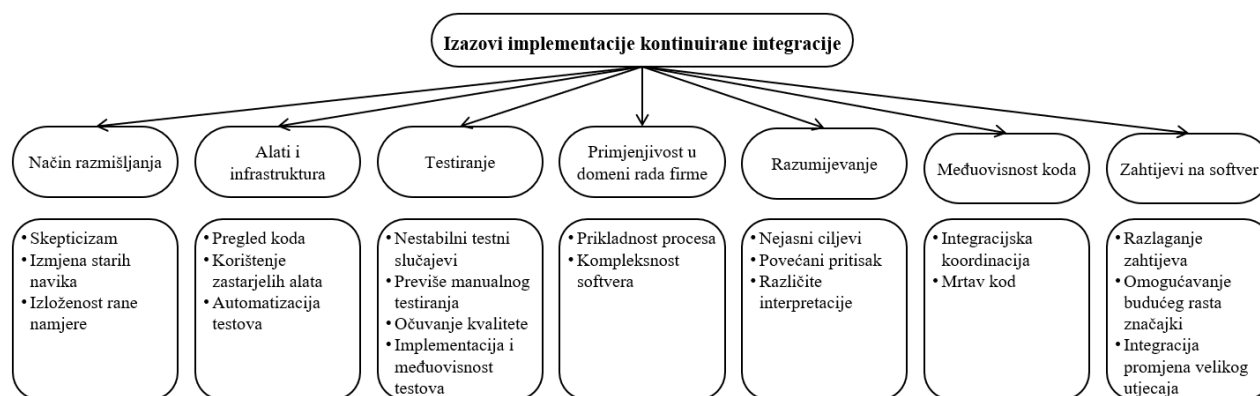 Izazovi implementacije kontinuirane integracije
Način razmišljanja
Alati i
infrastruktura
Testiranje
Primjenjivost u
domeni rada firme
Razumijevanje
Međuovisnost koda
Zahtijevi na softver
• Skepticizam
• Izmjena starih
navika
• Izloženost rane
namjere
• Pregled koda
• Korištenje
zastarjelih alata
• Automatizacija
testova
• Nestabilni testni
slučajevi
• Previše manualnog
testiranja
• Očuvanje kvalitete
• Implementacija i
međuovisnost
testova
• Prikladnost procesa
• Kompleksnost
softvera
• Nejasni ciljevi
• Povećani pritisak
• Različite
interpretacije
• Integracijska
koordinacija
• Mrtav kod
• Razlaganje
zahtijeva
• Omogućavanje
budućeg rasta
značajki
• Integracija
promjena velikog
utjecaja